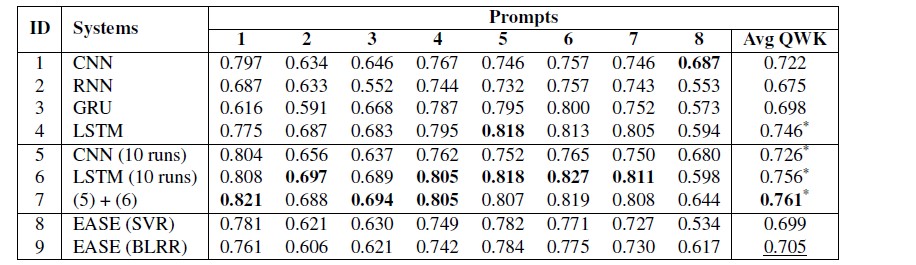 ID Systems Prompts
1 2 3 4 5 6 7 8 Avg QWK
1 CNN 0.797 0.634 0.646 0.767 0.746 0.757 0.746 0.687 0.722
2 RNN 0.687 0.633 0.552 0.744 0.732 0.757 0.743 0.553 0.675
3 GRU 0.616 0.591 0.668 0.787 0.795 0.800 0.752 0.573 0.698
4 LSTM 0.775 0.687 0.683 0.795 0.818 0.813 0.805 0.594 0.746*
5 CNN (10 runs) 0.804 0.656 0.637 0.762 0.752 0.765 0.750 0.680 0.726*
6 LSTM (10 runs) 0.808 0.697 0.689 0.805 0.818 0.827 0.811 0.598 0.756*
7 (5) + (6) 0.821 0.688 0.694 0.805 0.807 0.819 0.808 0.644 0.761*
8 EASE (SVR) 0.781 0.621 0.630 0.749 0.782 0.771 0.727 0.534 0.699
9 EASE (BLRR) 0.761 0.606 0.621 0.742 0.784 0.775 0.730 0.617 0.705